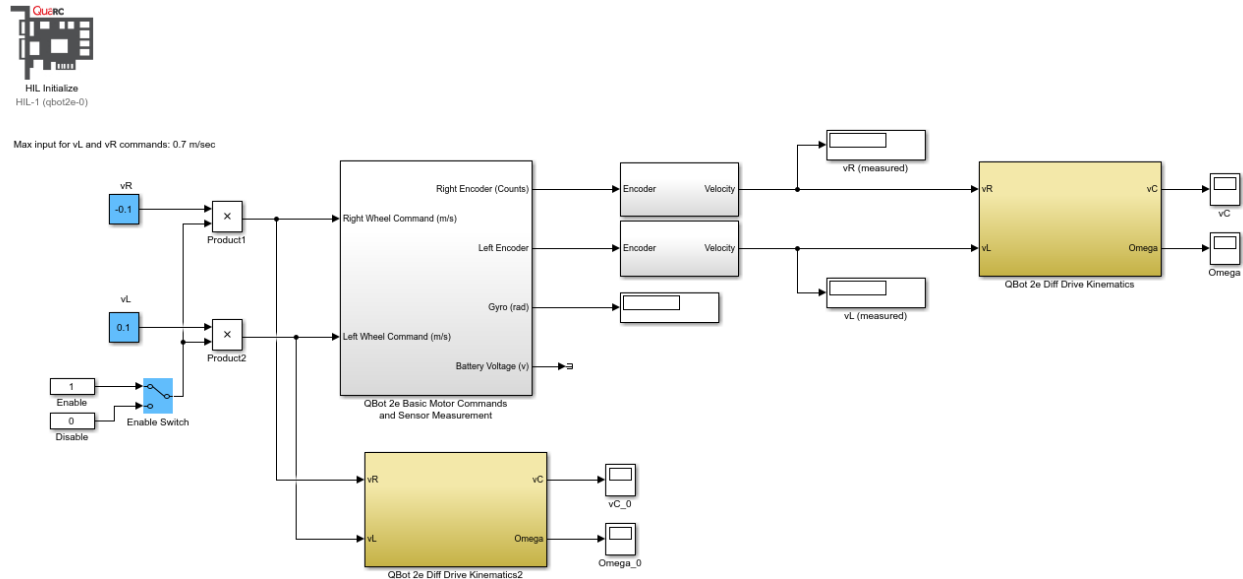 QuaRC
HIL Initialize
HIL-1 (qbot2e-0)
Max input for vL and vR commands: 0.7 m/sec
vR
-0.1
×
Product1
vL
0.1
×
Product2
1
Enable
0
Disable
Enable Switch
Right Encoder (Counts)
Right Wheel Command (m/s)
Left Encoder
Gyro (rad)
Left Wheel Command (m/s)
Battery Voltage (v)
QBot 2e Basic Motor Commands
and Sensor Measurement
Encoder Velocity
Encoder Velocity
vR (measured)
vL (measured)
vR vC
vL Omega
QBot 2e Diff Drive Kinematics
vC
Omega
vR vC
vL Omega
QBot 2e Diff Drive Kinematics2
vC_0
Omega_0